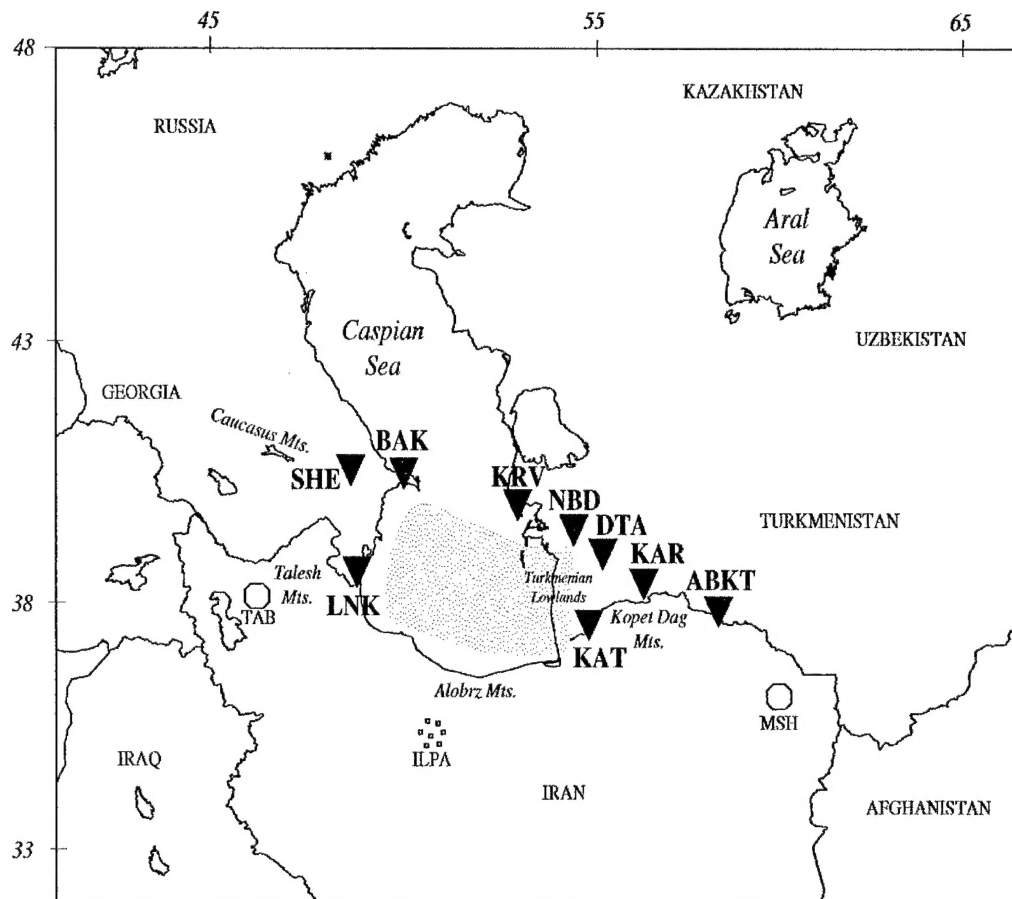 45 55 65
48
KAZAKHSTAN
RUSSIA
Aral
Sea
Caspian
Sea
43
UZBEKISTAN
GEORGIA
Caucasus Mts.
BAK
SHE
KRV
NBD
TURKMENISTAN
DTA
KAR
ABKT
Talesh
Mts.
Turkmenian
Lowlands
38
LNK
TAB
Kopet Dag
Mts.
KAT
Alobrz Mts.
MSH
IRAQ
ILPA
IRAN
AFGHANISTAN
33